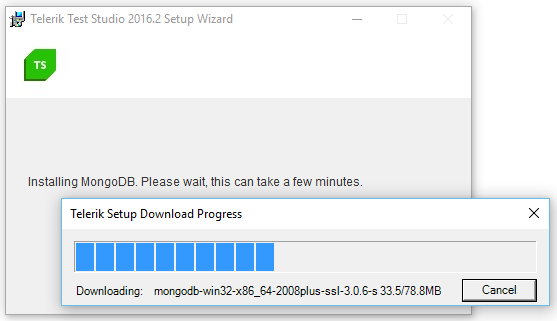 Telerik Test Studio 2016.2 Setup Wizard
TS
Installing MongoDB. Please wait, this can take a few minutes.
Telerik Setup Download Progress
Downloading: mongodb-win32-x86_64-2008plus-ssl-3.0.6-s 33.5/78.8MB
Cancel